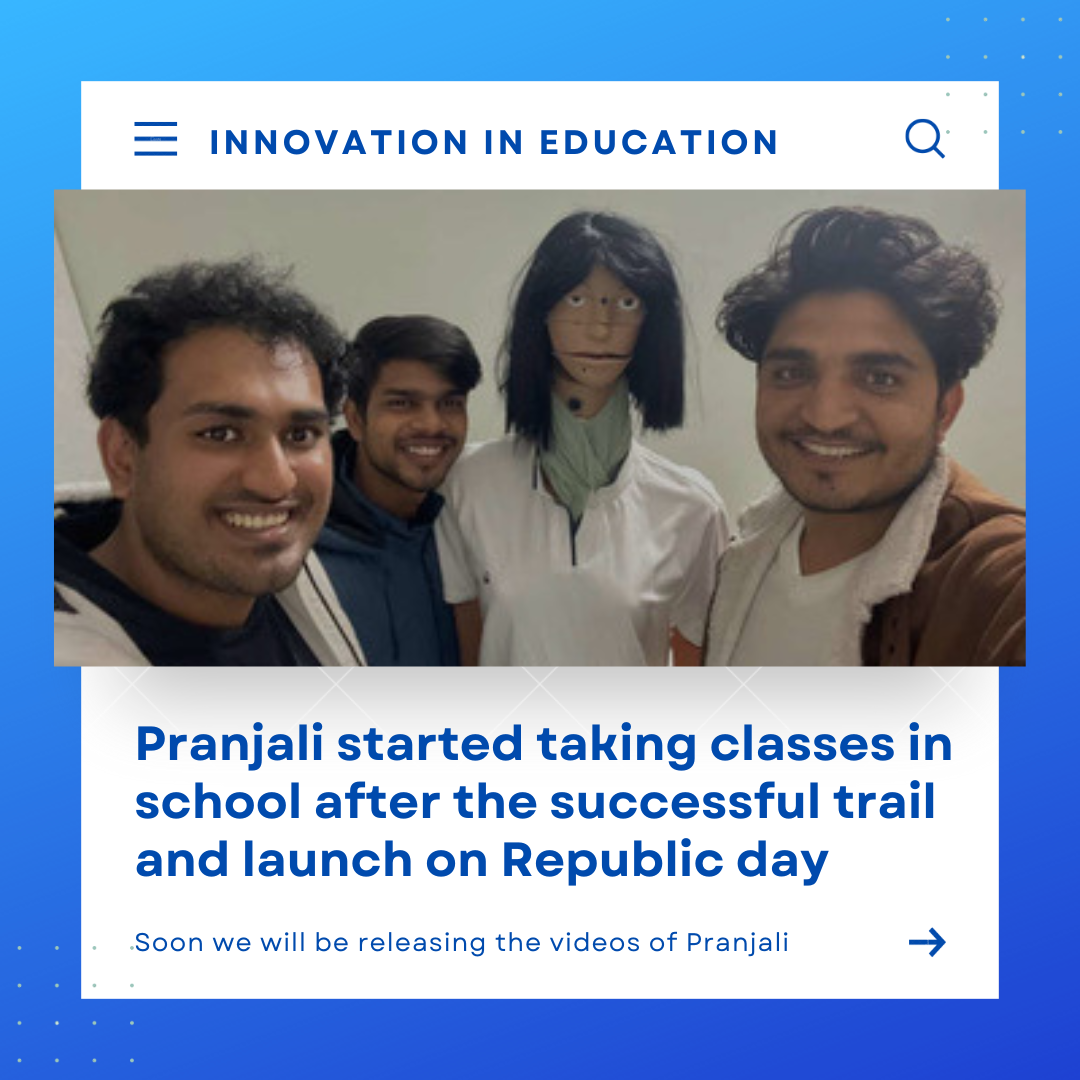 INNOVATION IN EDUCATION
Pranjali started taking classes in
school after the successful trail
and launch on Republic day
Soon we will be releasing the videos of Pranjali